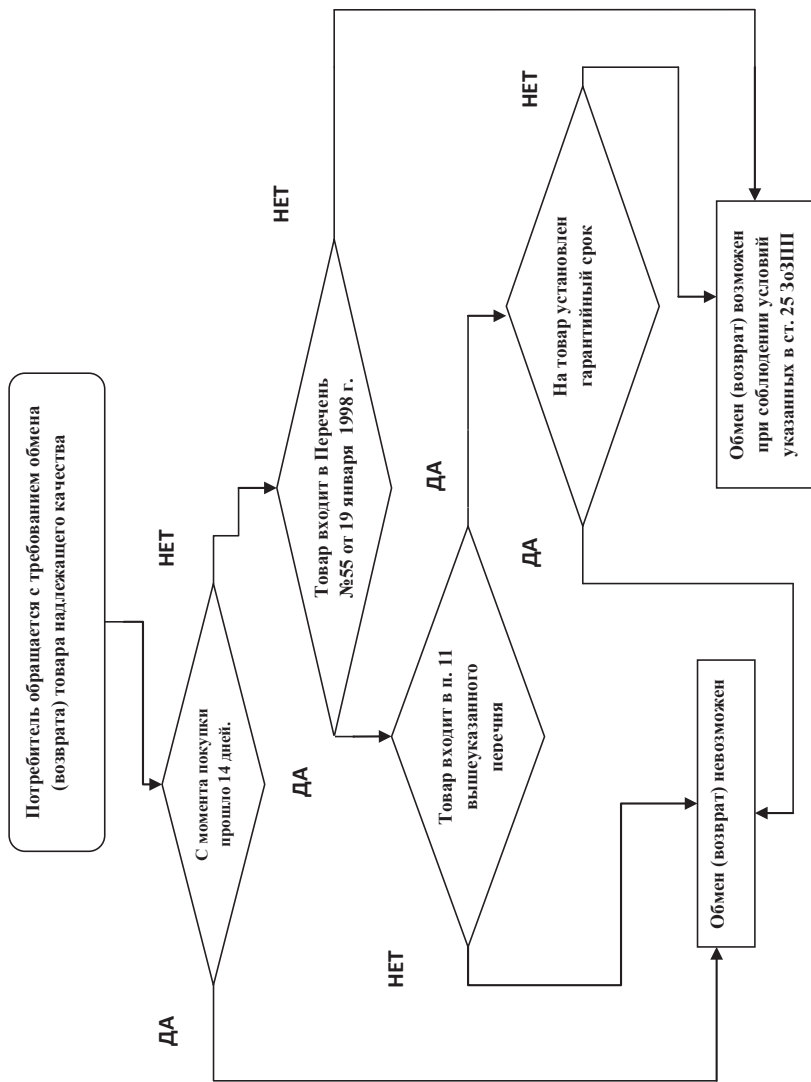 Потребитель обращается с требованием обмена
(возврата) товара надлежащего качества
ДА
С момента покупки
прошло 14 дней.
НЕТ
ДА
Товар входит в Перечень
№55 от 19 января 1998 г.
НЕТ
НЕТ
Товар входит в п. 11
вышеуказанного
перечня
ДА
ДА
На товар установлен
гарантийный срок
НЕТ
Обмен (возврат) невозможен
Обмен (возврат) возможен
при соблюдении условий
указанных в ст. 25 ЗоЗПП